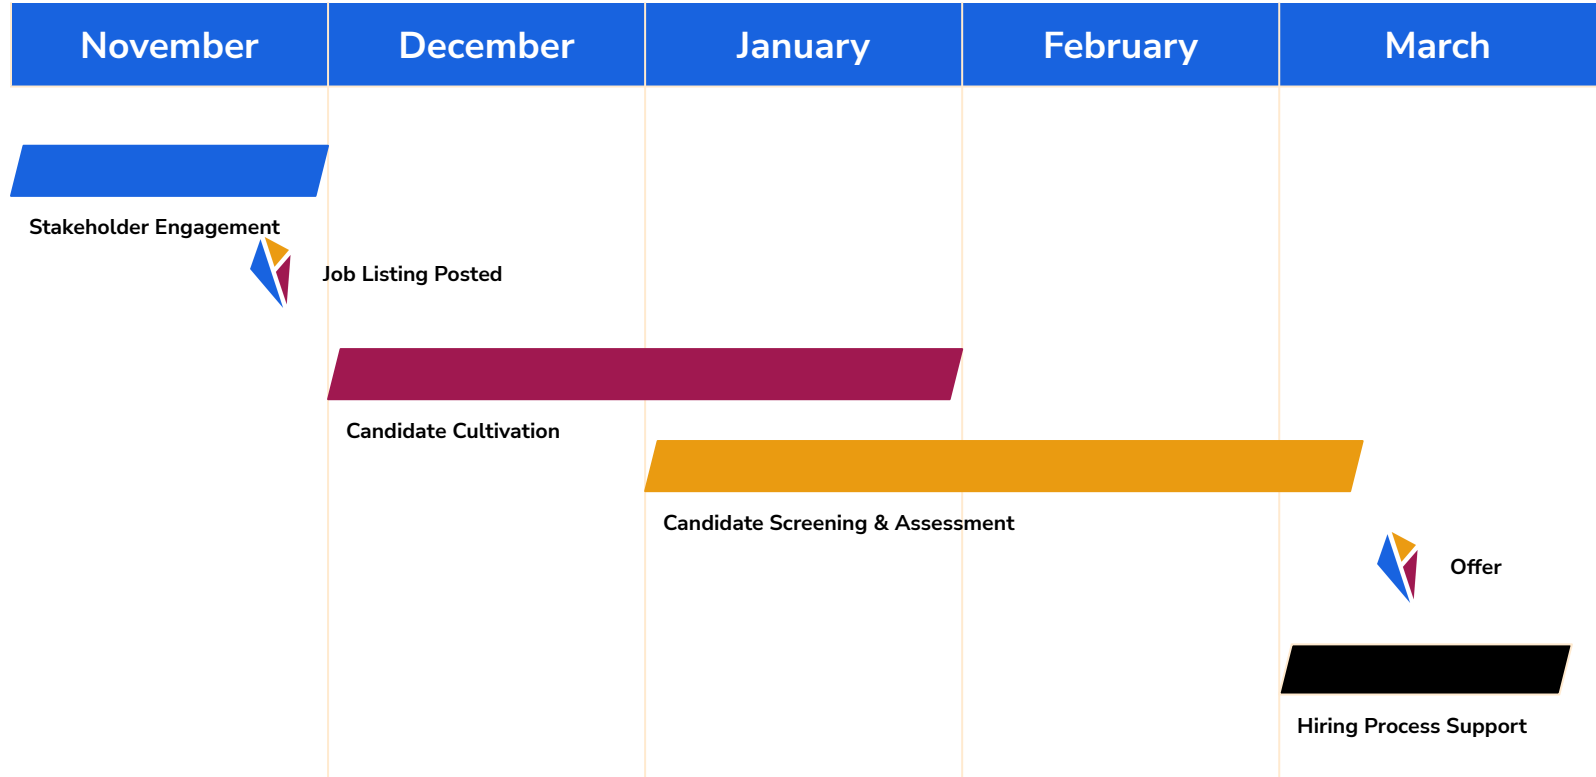 November
December
January
February
March
Stakeholder Engagement
Job Listing Posted
Candidate Cultivation
Candidate Screening & Assessment
Offer
Hiring Process Support